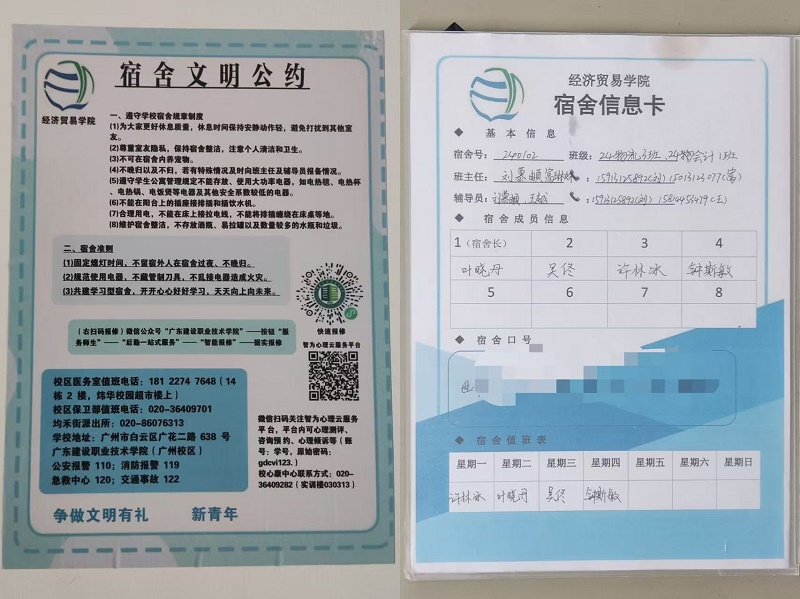 宿舍文明公约
经济贸易学院
一、遵守学校宿舍规章制度
(1)为大家更好休息质量，休息时间保持安静动作轻，避免打扰到其他室
友。
(2)尊重室友隐私，保持宿舍整洁，注意个人清洁和卫生。
(3)不可在宿舍内养宠物。
(4)不晚归以及不归，若有特殊情况及时向班主任及辅导员报备情况。
(5)遵守学生公寓管理规定不能存放、使用大功率电器，如电热毯、电热杯
、电热锅、电饭煲等电器及其他安全系数较低的电器。
(6)不能在阳台上的插座接排插和插饮水机。
(7)合理用电，不能在床上接拉电线，不能将排插缠绕在床桌等地。
(8)维护宿舍整洁，不存放酒瓶、易拉罐以及数量较多的水瓶和垃圾。
二、宿舍准则
(1)固定熄灯时间，不留宿外人在宿舍过夜、不晚归。
(2)规范使用电器，不藏管制刀具，不乱接电器造成火灾。
(3)共建学习型宿舍，开开心心好好学习，天天向上向未来。
快速报修
（右扫码报修）微信公众号“广东建设职业技术学院”——按钮“服
务师生”——“后勤一站式服务”——“智能报修”——据实报修
智为心理云服务平台
校区医务室值班电话：181 2274 7648（14
栋 2 楼，炜华校园超市楼上）
校区保卫部值班电话：020-36409701
均禾街派出所：020-86076313
学校地址：广州市白云区广花二路 638 号
广东建设职业技术学院（广州校区）
公安报警 110；消防报警 119
急救中心 120；交通事故 122
微信扫码关注智为心理云服务
平台，平台内可心理测评、
咨询预约、心理倾诉等（账
号：学号，原始密码：
gdcvi123.）
校心康中心联系方式：020-
36409282（实训楼030313）
争做文明有礼 新青年
经济贸易学院
宿舍信息卡
◆ 基本信息
宿舍号： 班级：24物流3班、
班主任：
辅导员：
◆ 宿舍成员信息
1（宿舍长） 2 3 4
叶晓丹 吴佟 许林冰 钟斯敏
5 6 7 8
◆ 宿舍口号
◆ 宿舍值班表
星期一 星期二 星期三 星期四 星期五 星期六 星期日
许林冰 叶晓丹 吴佟 钟斯敏